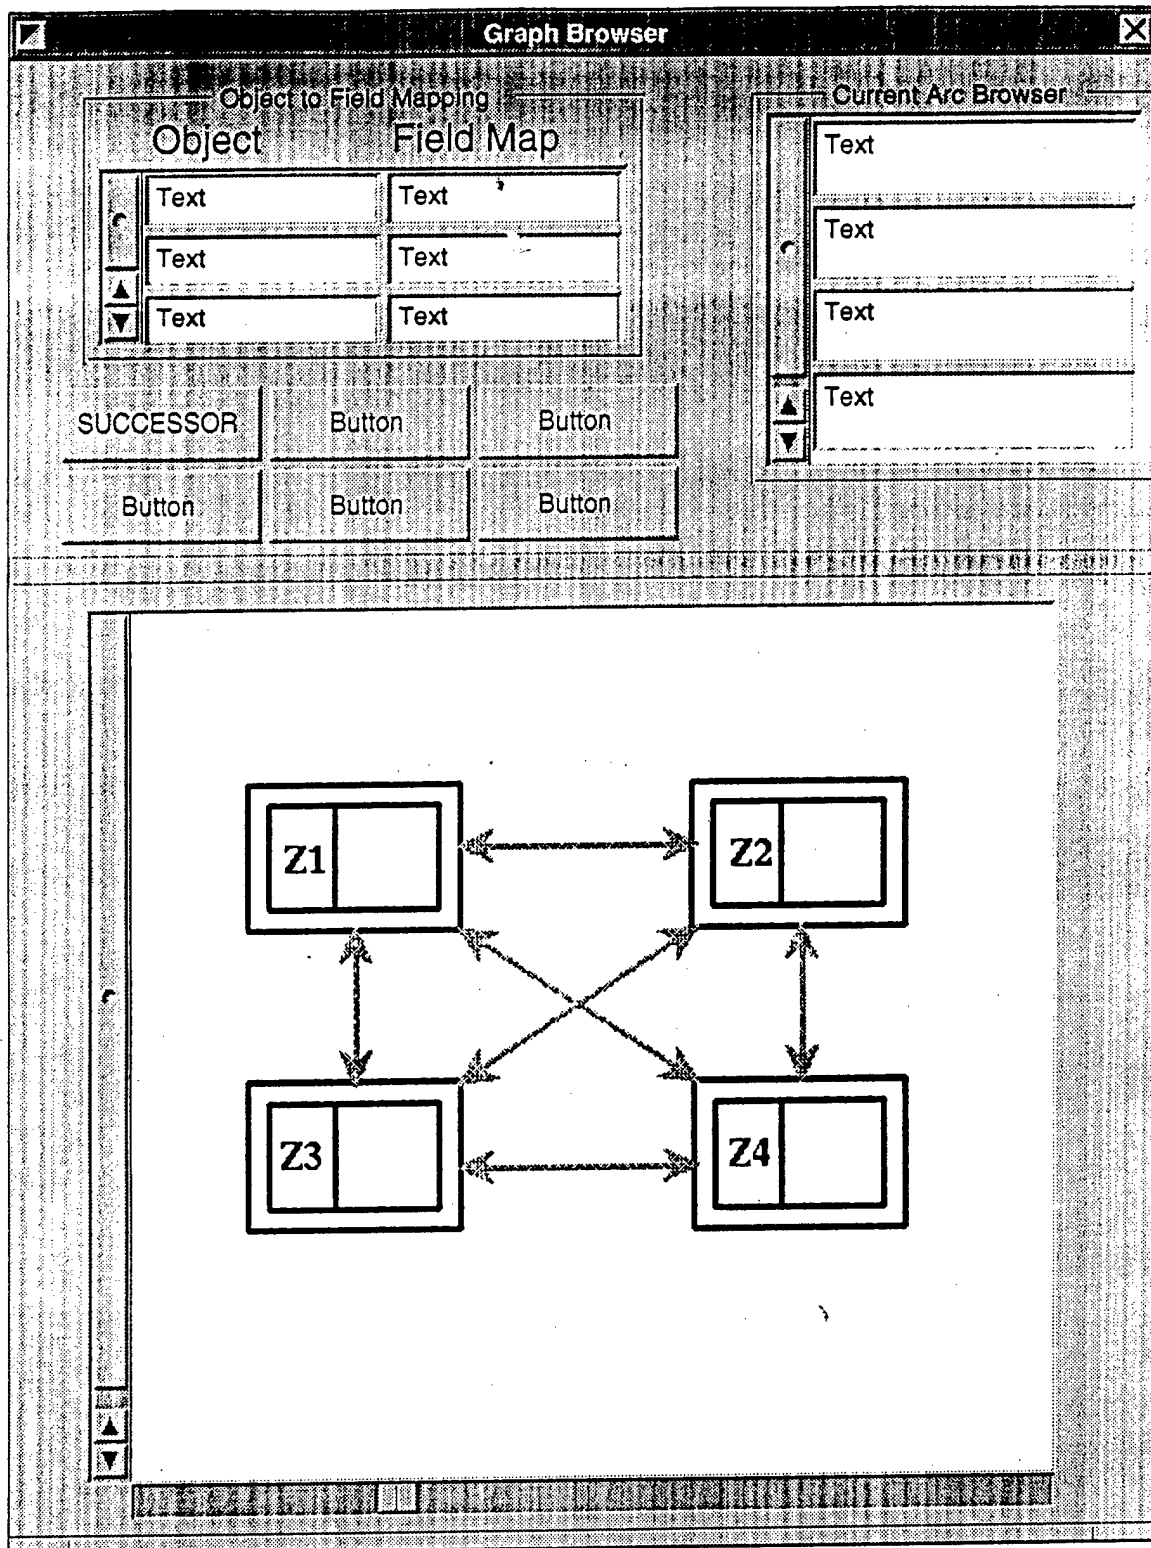 Graph Browser
Object to Field Mapping
Object Field Map
Text Text
Text Text
Text Text
Current Arc Browser
Text
Text
Text
Text
SUCCESSOR Button Button
Button Button Button
Z1 Z2
Z3 Z4